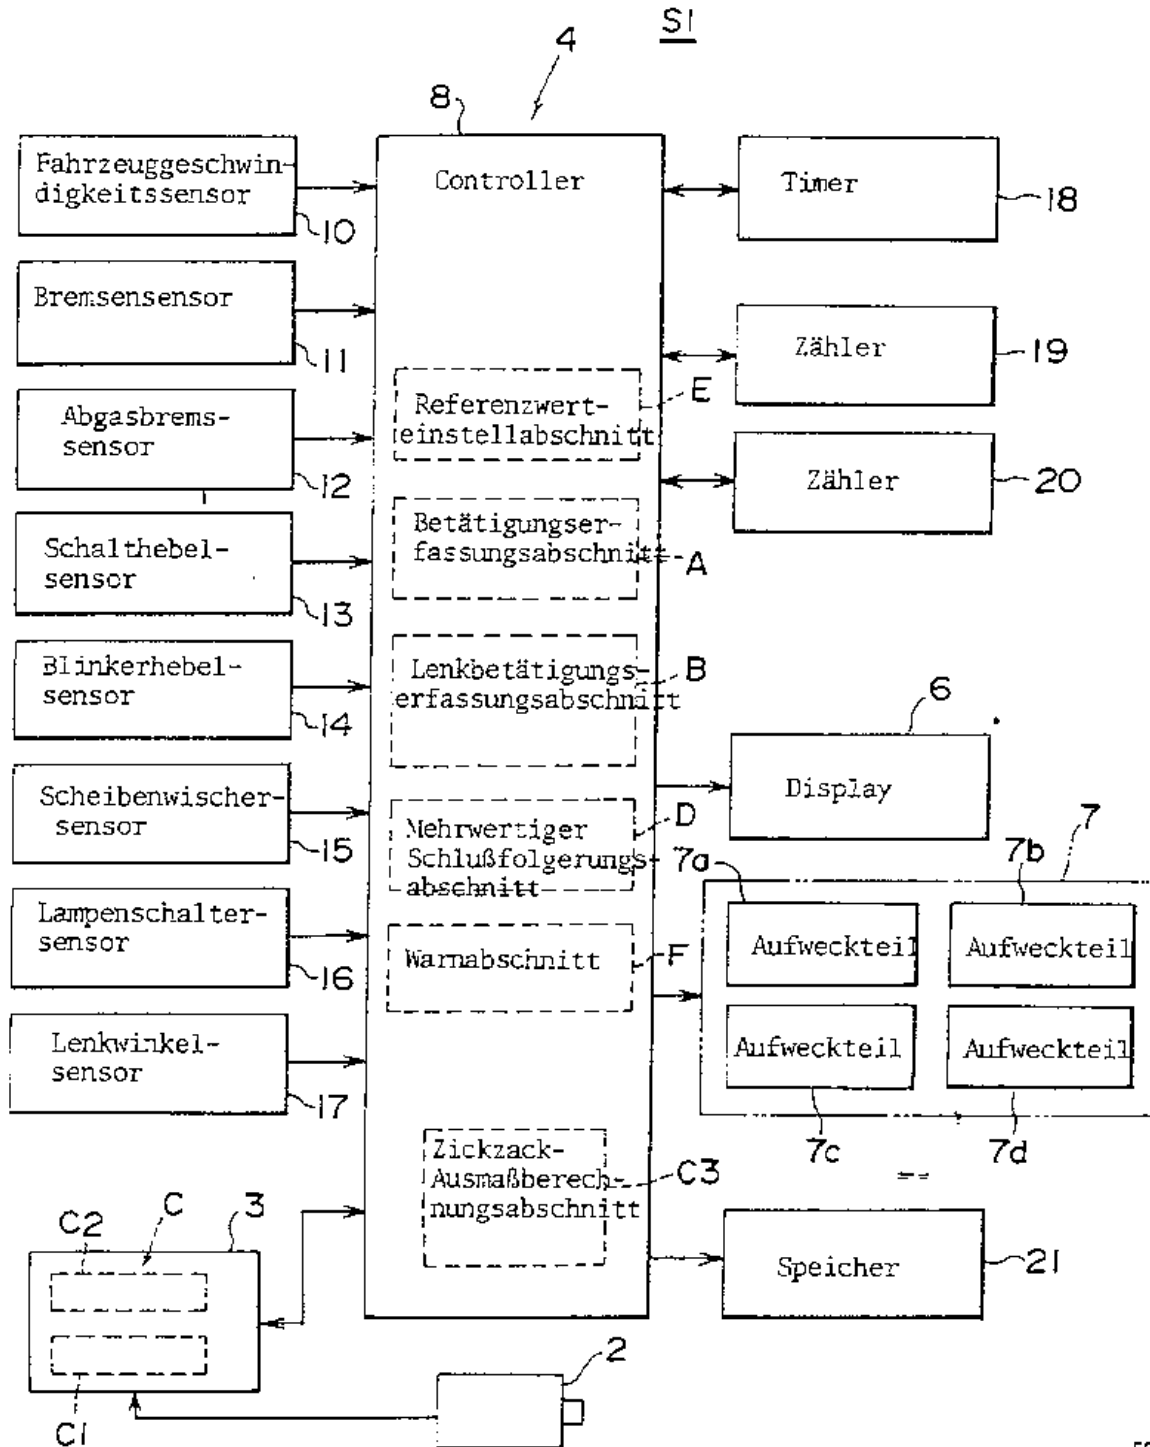 S1
4
8
Fahrzeuggeschwin-
digkeitssensor
10
Controller
Timer
18
Bremsensensor
11
Zähler
19
Referenzwert-
einstellabschnitt
E
Abgasbrems-
sensor
12
Zähler
20
Betätigungser-
fassungsabschnitt
A
Schalthebel-
sensor
13
Lenkbetätigungs-
erfassungsabschnitt
B
Blinkerhebel-
sensor
14
6
Display
Scheibenwischer-
sensor
15
Mehrwertiger
Schlußfolgerungs-
abschnitt
D
7
7a
7b
Aufweckteil
Aufweckteil
Lampenschalter-
sensor
16
Warnabschnitt
F
Aufweckteil
Aufweckteil
7c
7d
Lenkwinkel-
sensor
17
Zickzack-
Ausmaßberech-
nungsabschnitt
C3
C2
C
3
Speicher
21
C1
2